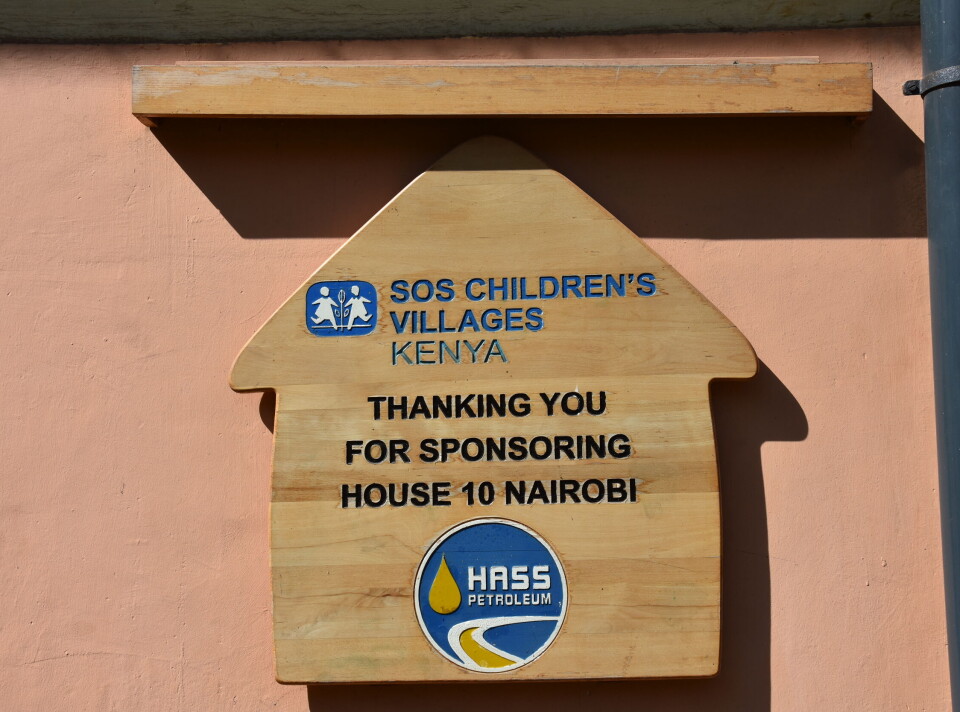 SOS CHILDREN'S
VILLAGES
KENYA
THANKING YOU
FOR SPONSORING
HOUSE 10 NAIROBI
HASS
PETROLEUM